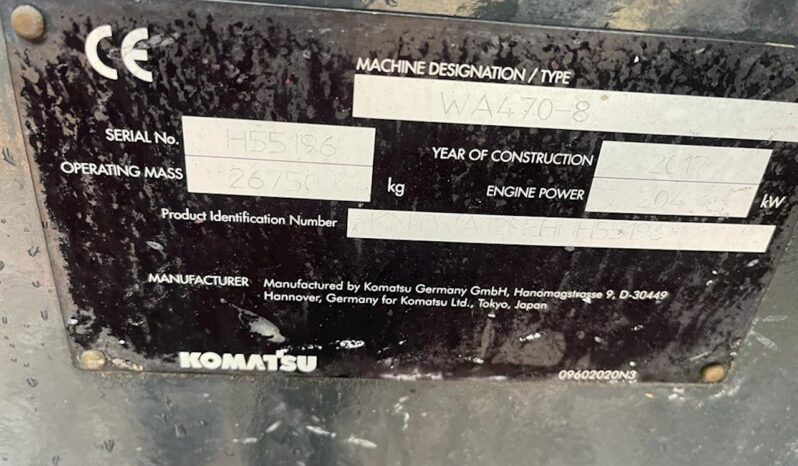 CE
MACHINE DESIGNATION / TYPE
WA470-8
SERIAL No. H55196
YEAR OF CONSTRUCTION 2017
OPERATING MASS 26750 kg
ENGINE POWER 204 kW
Product Identification Number
MANUFACTURER Manufactured by Komatsu Germany GmbH, Hanomagstrasse 9, D-30449
Hannover, Germany for Komatsu Ltd., Tokyo, Japan
KOMATSU
09602020N3